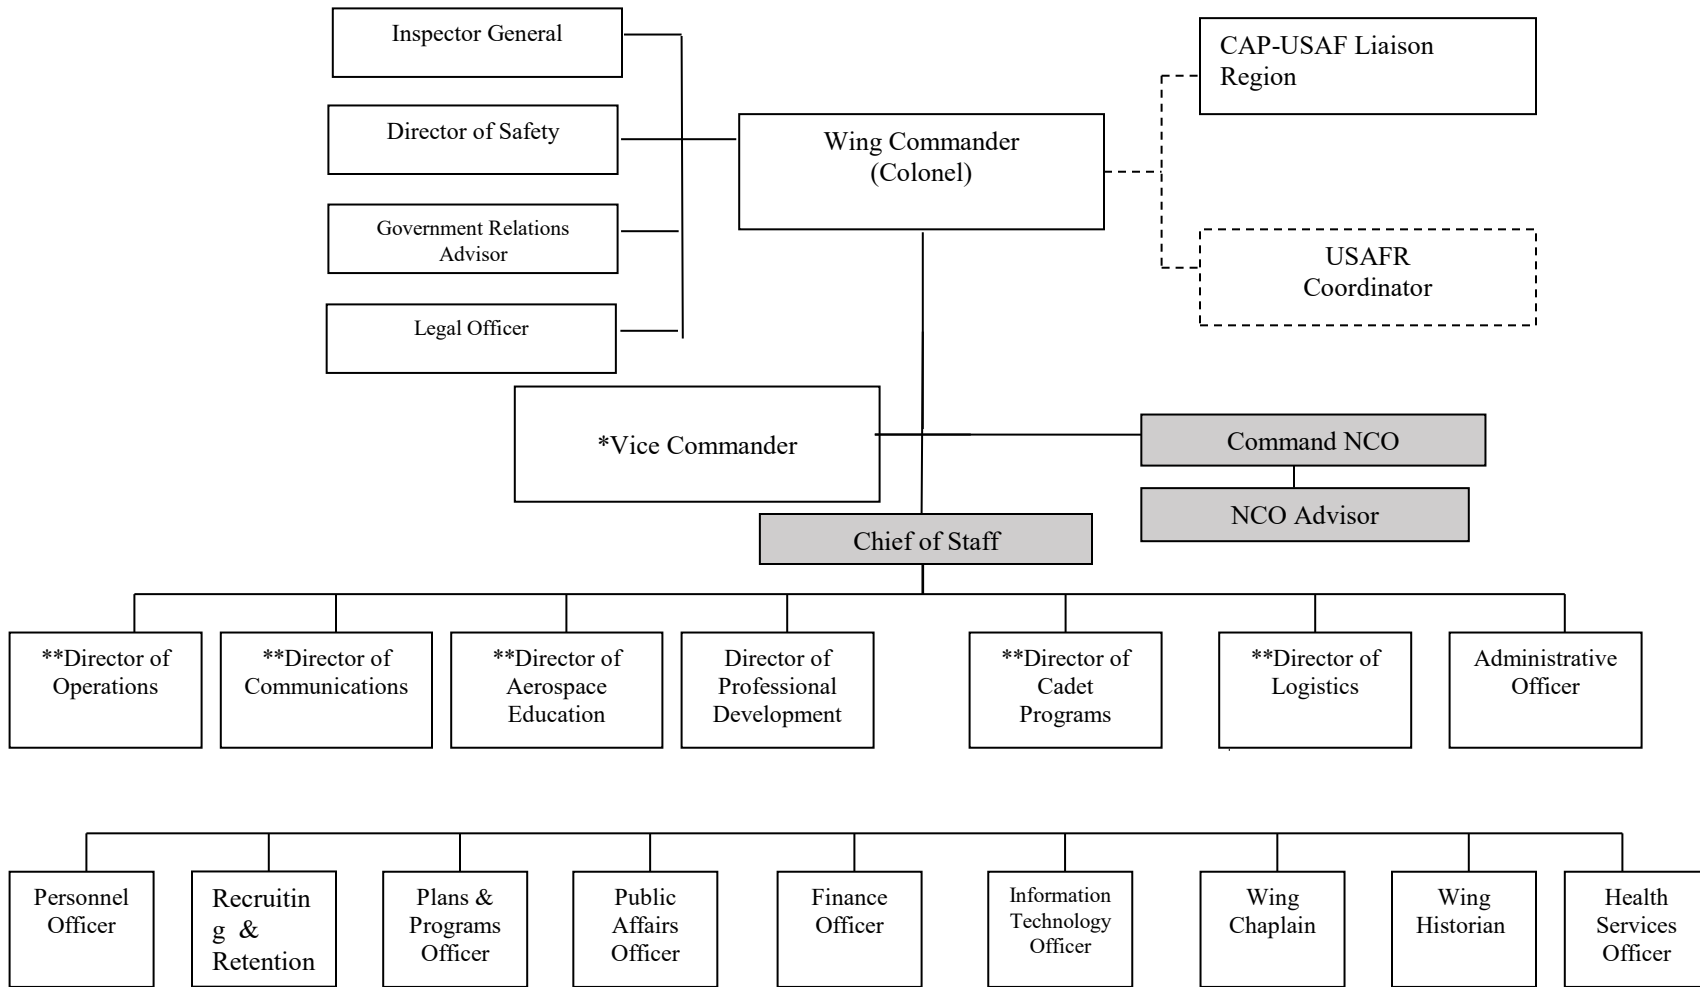 Inspector General
CAP-USAF Liaison
Region
Director of Safety
Wing Commander
(Colonel)
Government Relations
Advisor
USAFR
Coordinator
Legal Officer
*Vice Commander
Command NCO
NCO Advisor
Chief of Staff
**Director of
Operations
**Director of
Communications
**Director of
Aerospace
Education
Director of
Professional
Development
**Director of
Cadet
Programs
**Director of
Logistics
Administrative
Officer
Personnel
Officer
Recruitin
g &
Retention
Plans &
Programs
Officer
Public
Affairs
Officer
Finance
Officer
Information
Technology
Officer
Wing
Chaplain
Wing
Historian
Health
Services
Officer